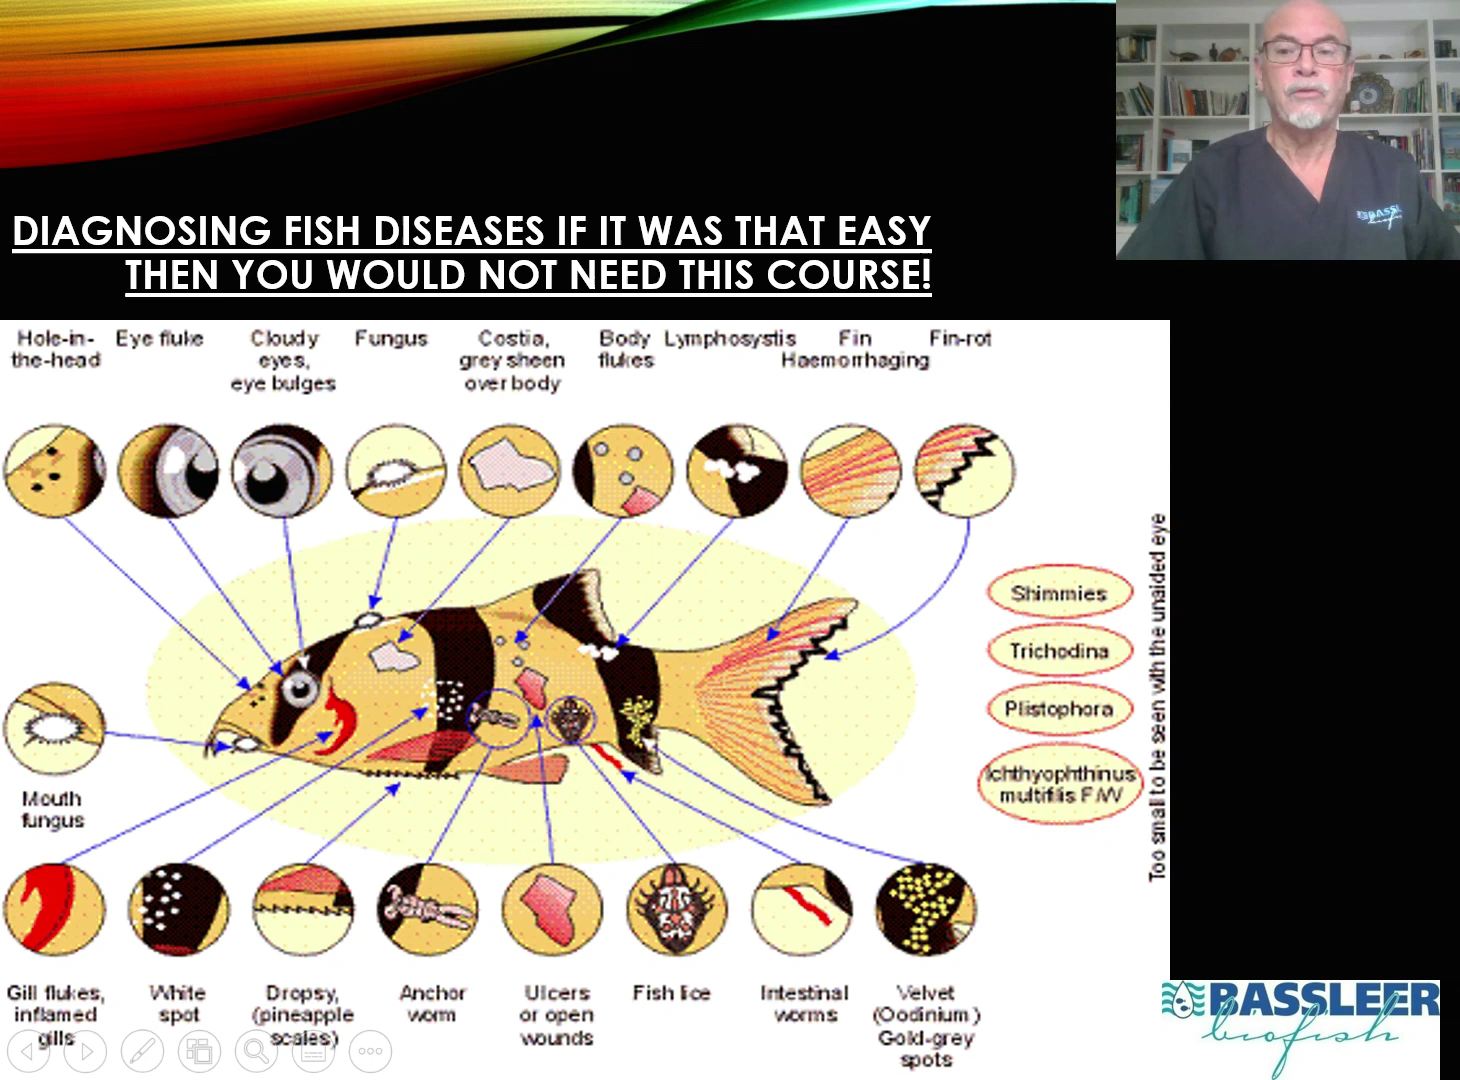 DIAGNOSING FISH DISEASES IF IT WAS THAT EASY
THEN YOU WOULD NOT NEED THIS COURSE!
Hole-in-
the-head
Eye fluke
Cloudy
eyes,
eye bulges
Fungus
Costia,
grey sheen
over body
Body
flukes
Lymphosystis
Fin
Haemorrhaging
Fin-rot
Shimmies
Trichodina
Plistophora
Ichthyophthinus
multifilis F/W
Too small to be seen with the unaided eye
Mouth
fungus
Gill flukes,
inflamed
gills
White
spot
Dropsy,
(pineapple
scales)
Anchor
worm
Ulcers
or open
wounds
Fish lice
Intestinal
worms
Velvet
(Oodinium)
Gold-grey
spots
BASSLEER
biofish